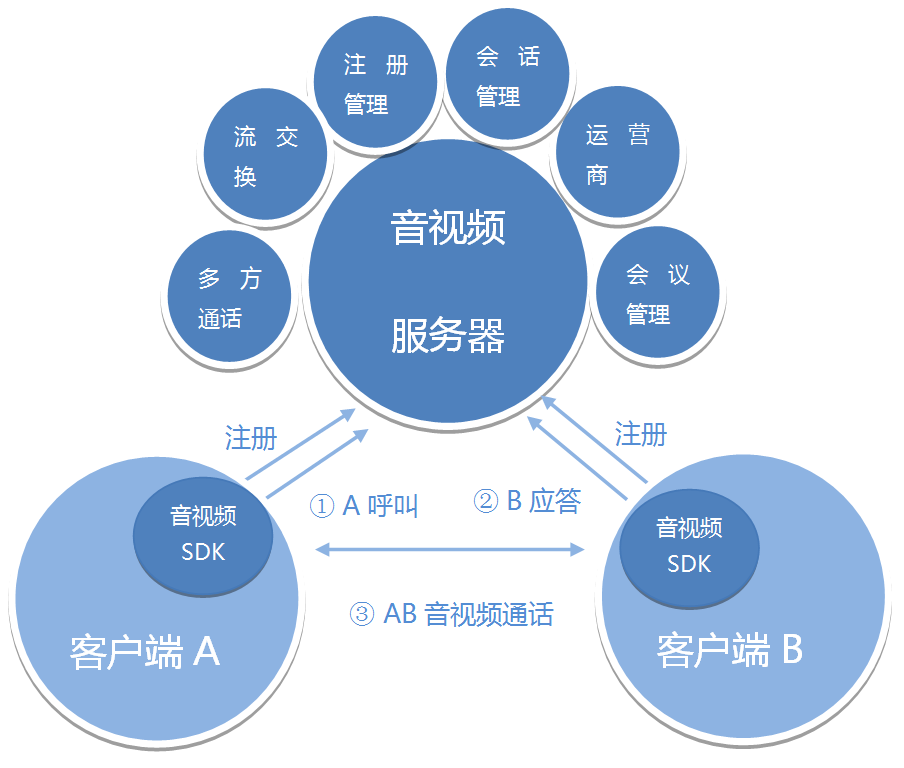 注 册
管理
会 话
管理
流 交
换
运 营
商
多 方
通话
会 议
管理
音视频
服务器
注册
注册
① A 呼叫
② B 应答
音视频
SDK
音视频
SDK
③ AB 音视频通话
客户端 A
客户端 B